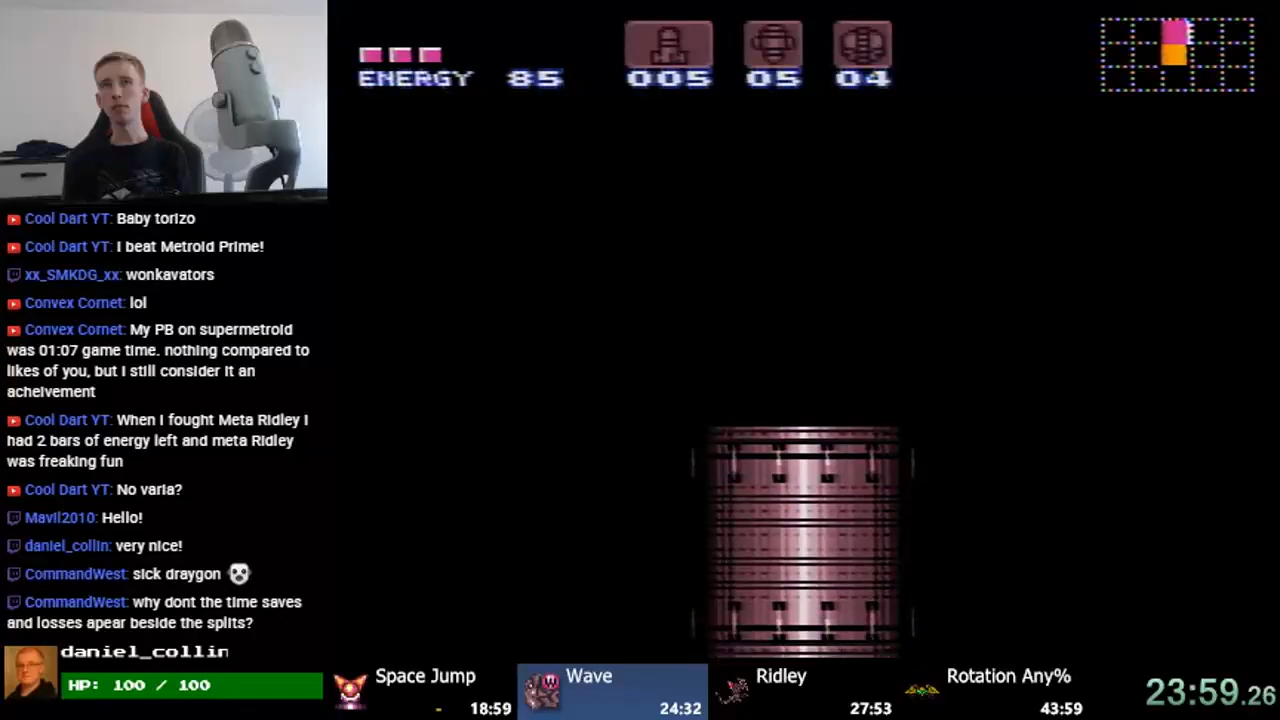 ENERGY 85 005 05 04
Cool Dart YT: Baby torizo
Cool Dart YT: I beat Metroid Prime!
xx_SMKDG_xx: wonkavators
Convex Cornet: lol
Convex Cornet: My PB on supermetroid
was 01:07 game time. nothing compared to
likes of you, but I still consider it an
acheivement
Cool Dart YT: When I fought Meta Ridley I
had 2 bars of energy left and meta Ridley
was freaking fun
Cool Dart YT: No varia?
Mavil2010: Hello!
daniel_collin: very nice!
CommandWest: sick draygon
CommandWest: why dont the time saves
and losses apear beside the splits?
daniel_collin
HP: 100 / 100
Space Jump
- 18:59
Wave
24:32
Ridley
27:53
Rotation Any%
43:59
23:59.26